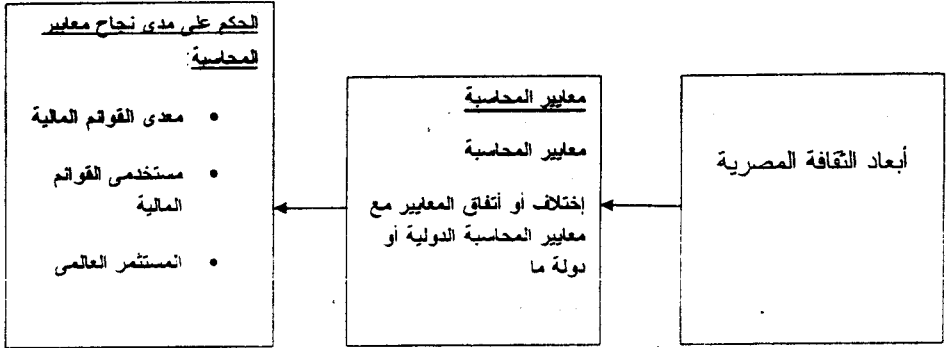 أبعاد الثقافة المصرية
معايير المحاسبة
معايير المحاسبة
إختلاف أو أتفاق المعايير مع
معايير المحاسبة الدولية أو
دولة ما
الحكم على مدى نجاح معايير
المحاسبة:
• معدى القوائم المالية
• مستخدمى القوائم
المالية
• المستثمر العالمى